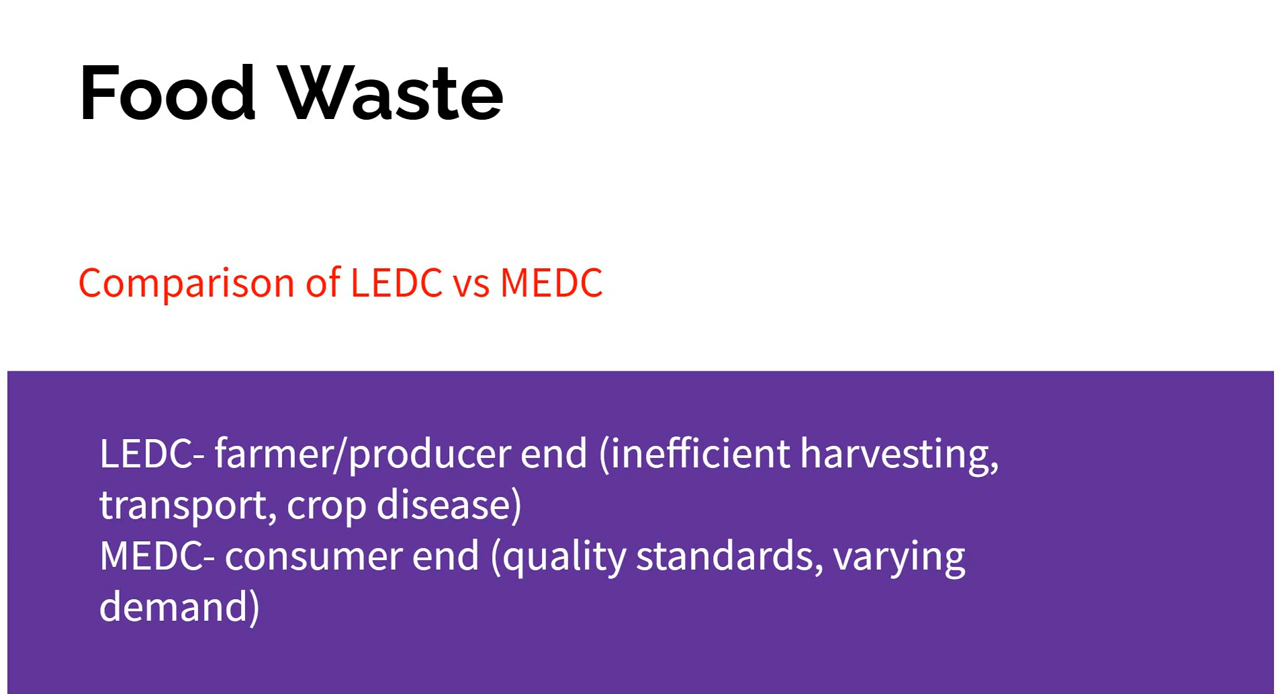 Food Waste
Comparison of LEDC vs MEDC
LEDC- farmer/producer end (inefficient harvesting,
transport, crop disease)
MEDC- consumer end (quality standards, varying
demand)